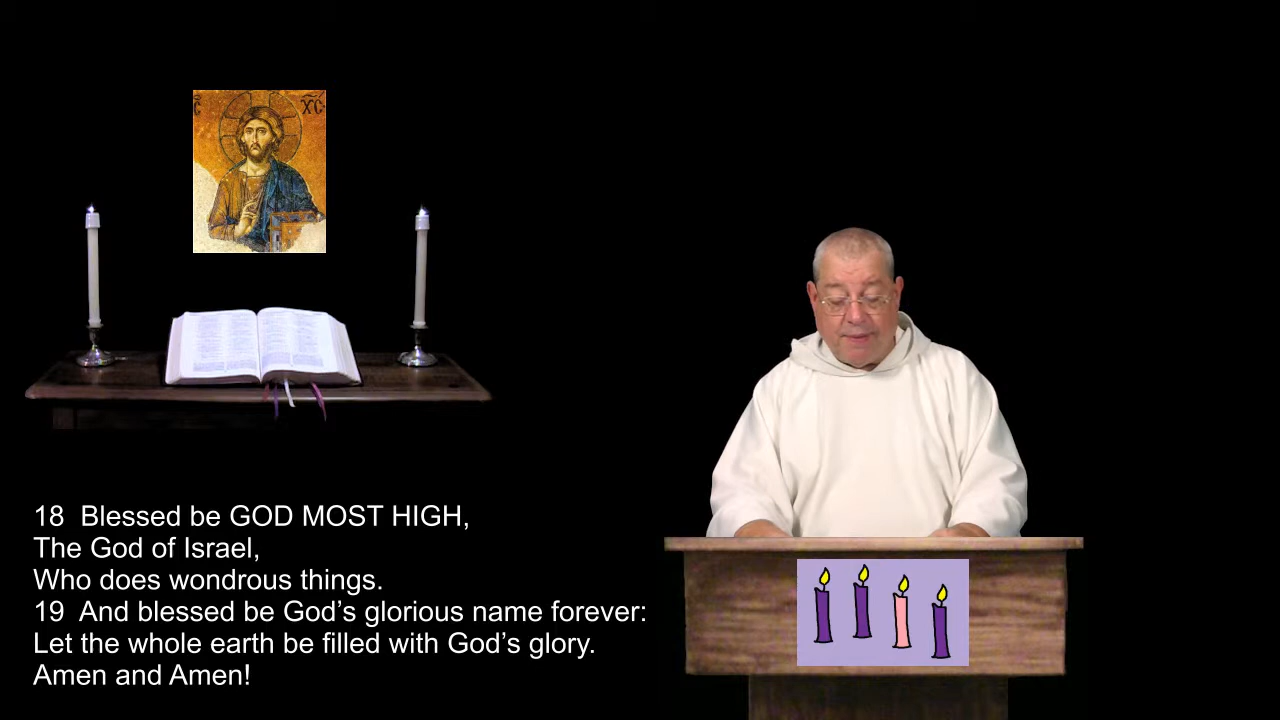 XC
18 Blessed be GOD MOST HIGH,
The God of Israel,
Who does wondrous things.
19 And blessed be God’s glorious name forever:
Let the whole earth be filled with God’s glory.
Amen and Amen!